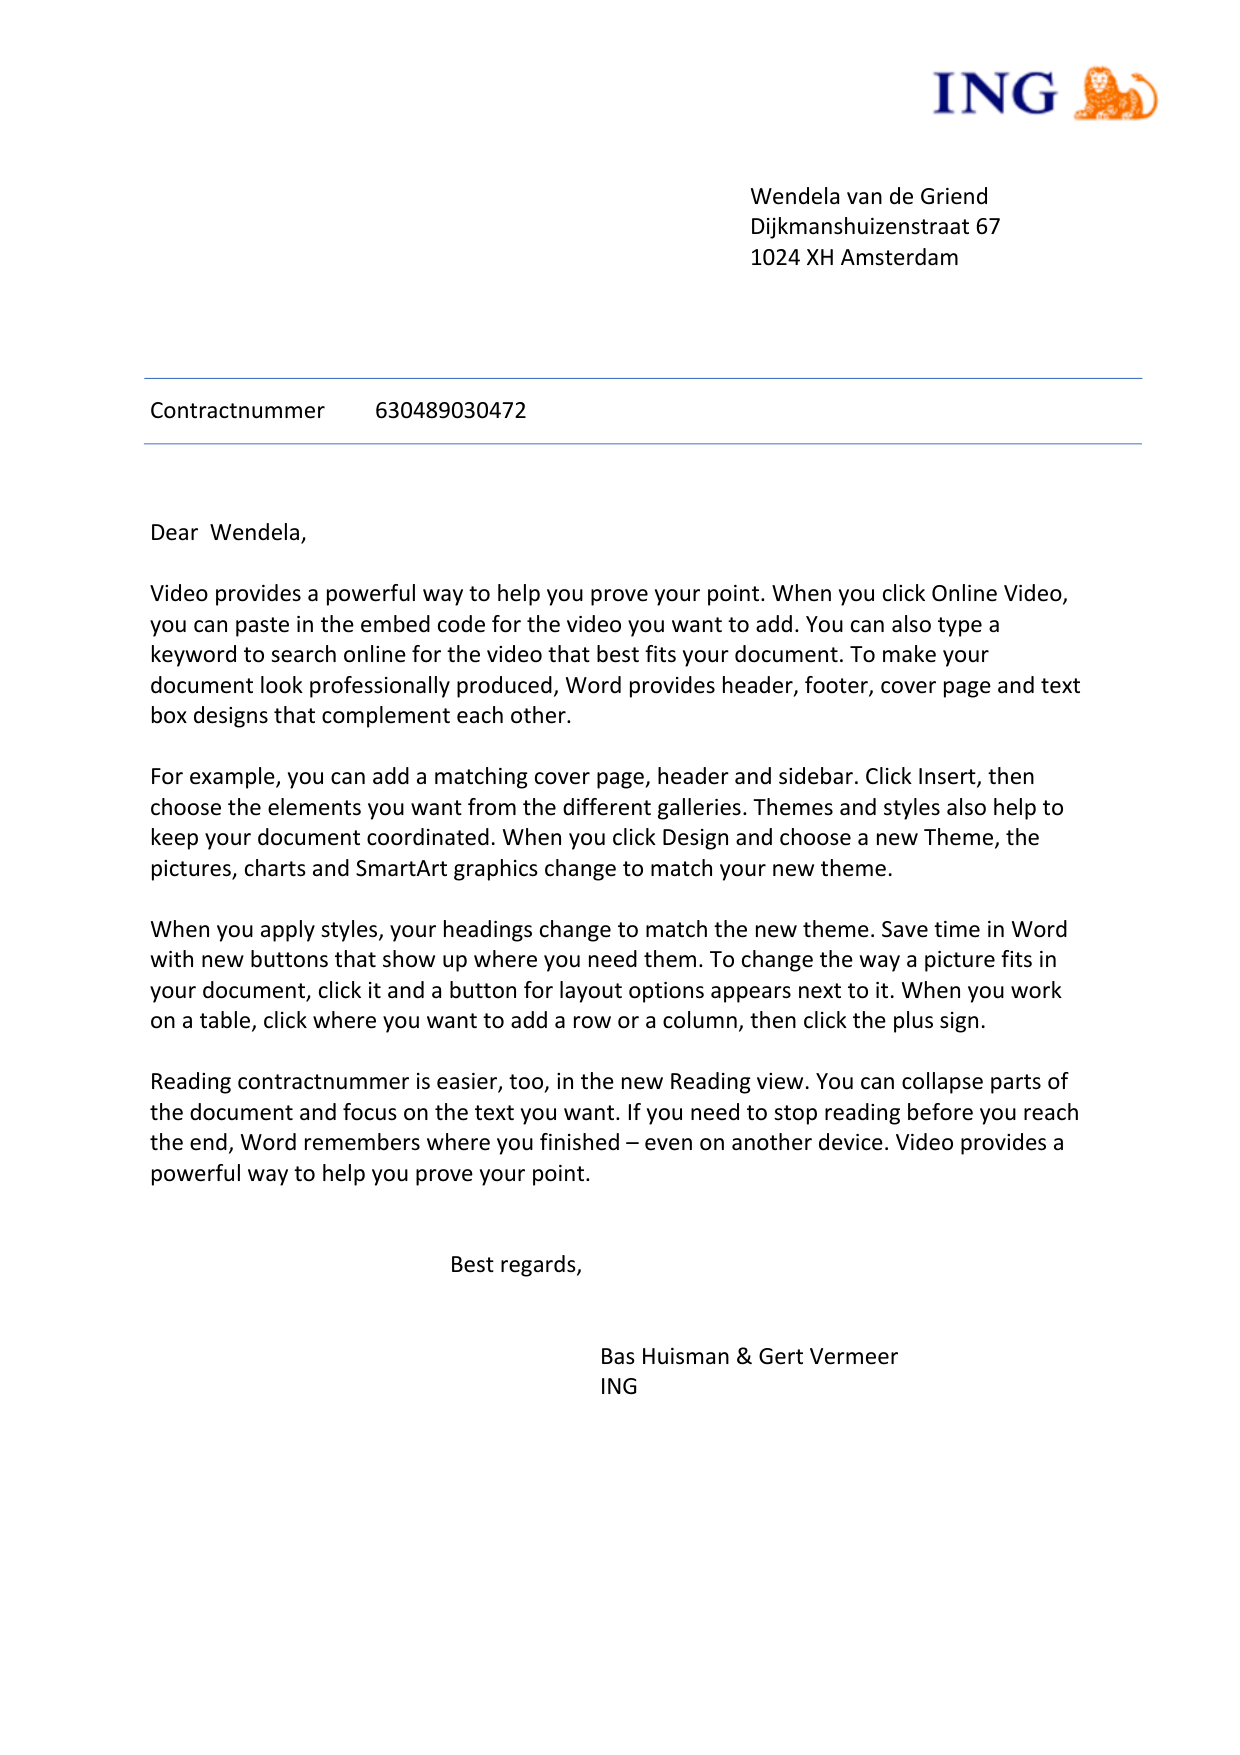 ING
Wendela van de Griend
Dijkmanshuizenstraat 67
1024 XH Amsterdam
Contractnummer 630489030472
Dear  Wendela,
Video provides a powerful way to help you prove your point. When you click Online Video,
you can paste in the embed code for the video you want to add. You can also type a
keyword to search online for the video that best fits your document. To make your
document look professionally produced, Word provides header, footer, cover page and text
box designs that complement each other.
For example, you can add a matching cover page, header and sidebar. Click Insert, then
choose the elements you want from the different galleries. Themes and styles also help to
keep your document coordinated. When you click Design and choose a new Theme, the
pictures, charts and SmartArt graphics change to match your new theme.
When you apply styles, your headings change to match the new theme. Save time in Word
with new buttons that show up where you need them. To change the way a picture fits in
your document, click it and a button for layout options appears next to it. When you work
on a table, click where you want to add a row or a column, then click the plus sign.
Reading contractnummer is easier, too, in the new Reading view. You can collapse parts of
the document and focus on the text you want. If you need to stop reading before you reach
the end, Word remembers where you finished – even on another device. Video provides a
powerful way to help you prove your point.
Best regards,
Bas Huisman & Gert Vermeer
ING